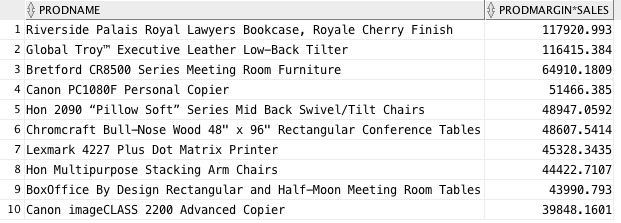 PRODNAME PRODMARGIN*SALES
1 Riverside Palais Royal Lawyers Bookcase, Royale Cherry Finish 117920.993
2 Global Troy™ Executive Leather Low-Back Tilter 116415.384
3 Bretford CR8500 Series Meeting Room Furniture 64910.1809
4 Canon PC1080F Personal Copier 51466.385
5 Hon 2090 “Pillow Soft” Series Mid Back Swivel/Tilt Chairs 48947.0592
6 Chromcraft Bull-Nose Wood 48" x 96" Rectangular Conference Tables 48607.5414
7 Lexmark 4227 Plus Dot Matrix Printer 45328.3435
8 Hon Multipurpose Stacking Arm Chairs 44422.7107
9 BoxOffice By Design Rectangular and Half-Moon Meeting Room Tables 43990.793
10 Canon imageCLASS 2200 Advanced Copier 39848.1601